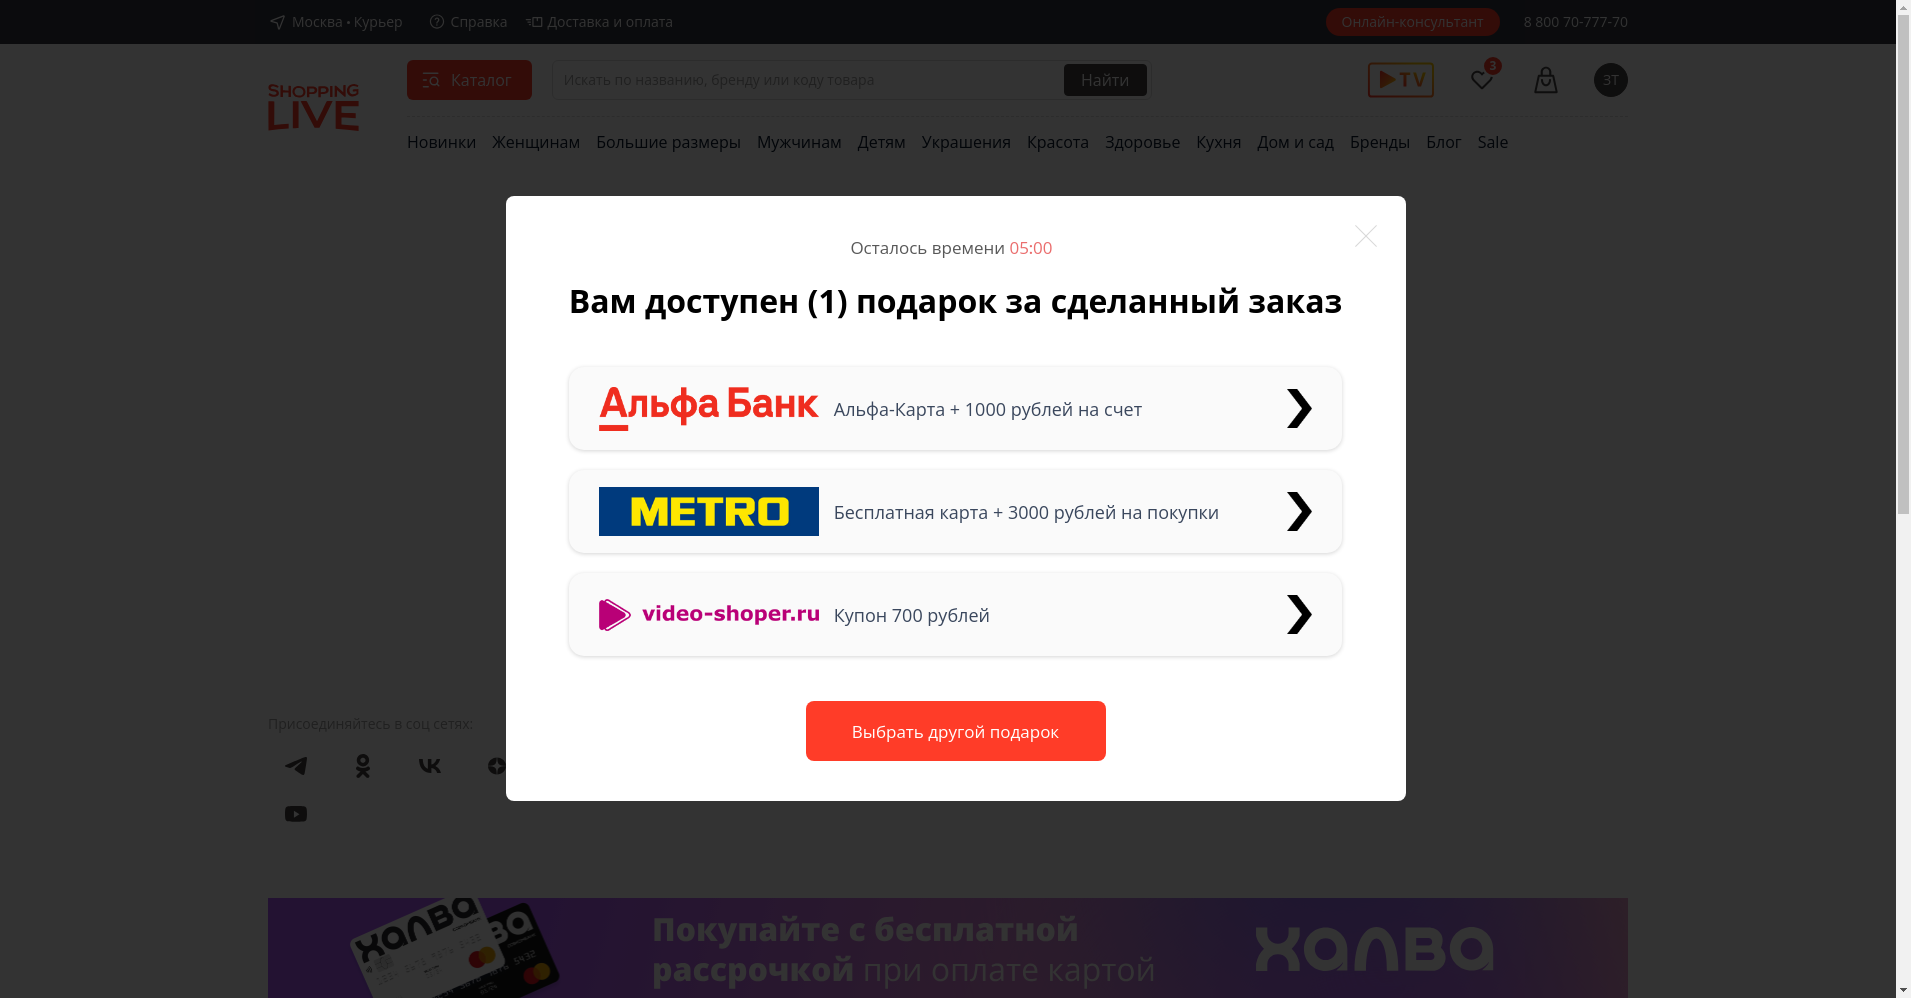 Москва • Курьер
Справка
Доставка и оплата
Онлайн-консультант
8 800 70-777-70
SHOPPING
LIVE
Каталог
Искать по названию, бренду или коду товара
Найти
TV
3
ЗТ
Новинки Женщинам Большие размеры Мужчинам Детям Украшения Красота Здоровье Кухня Дом и сад Бренды Блог Sale
Осталось времени 05:00
Вам доступен (1) подарок за сделанный заказ
Альфа Банк
Альфа-Карта + 1000 рублей на счет
METRO
Бесплатная карта + 3000 рублей на покупки
video-shoper.ru
Купон 700 рублей
Выбрать другой подарок
Присоединяйтесь в соц сетях:
халва
халва
Покупайте с бесплатной
рассрочкой при оплате картой
халва